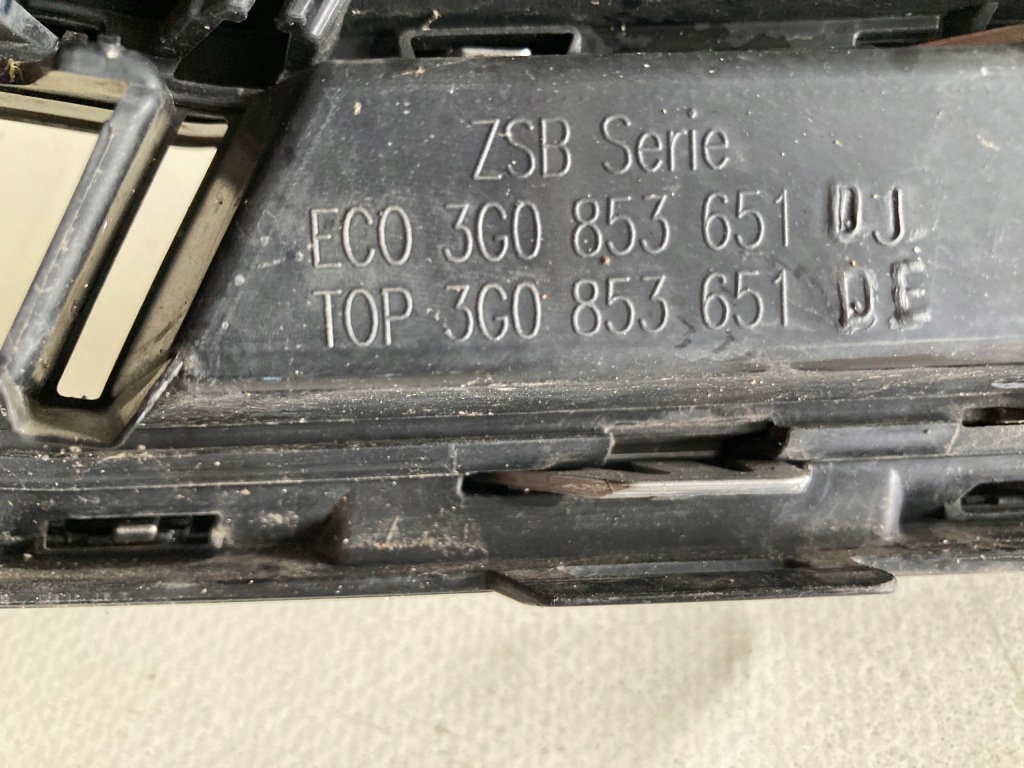 ZSB Serie
ECO 3G0 853 651 DJ
TOP 3G0 853 651 DE